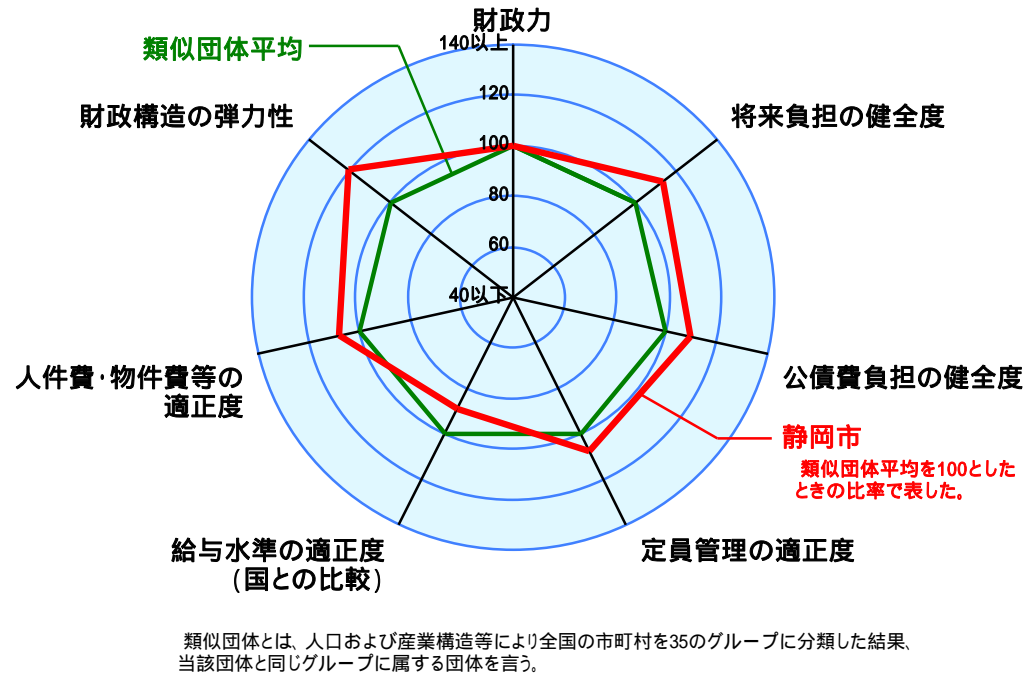 財政力
140以上
類似団体平均
120
財政構造の弾力性
将来負担の健全度
100
80
60
40以下
人件費・物件費等の
適正度
公債費負担の健全度
静岡市
類似団体平均を100とした
ときの比率で表した。
給与水準の適正度
(国との比較)
定員管理の適正度
類似団体とは、人口および産業構造等により全国の市町村を35のグループに分類した結果、
当該団体と同じグループに属する団体を言う。